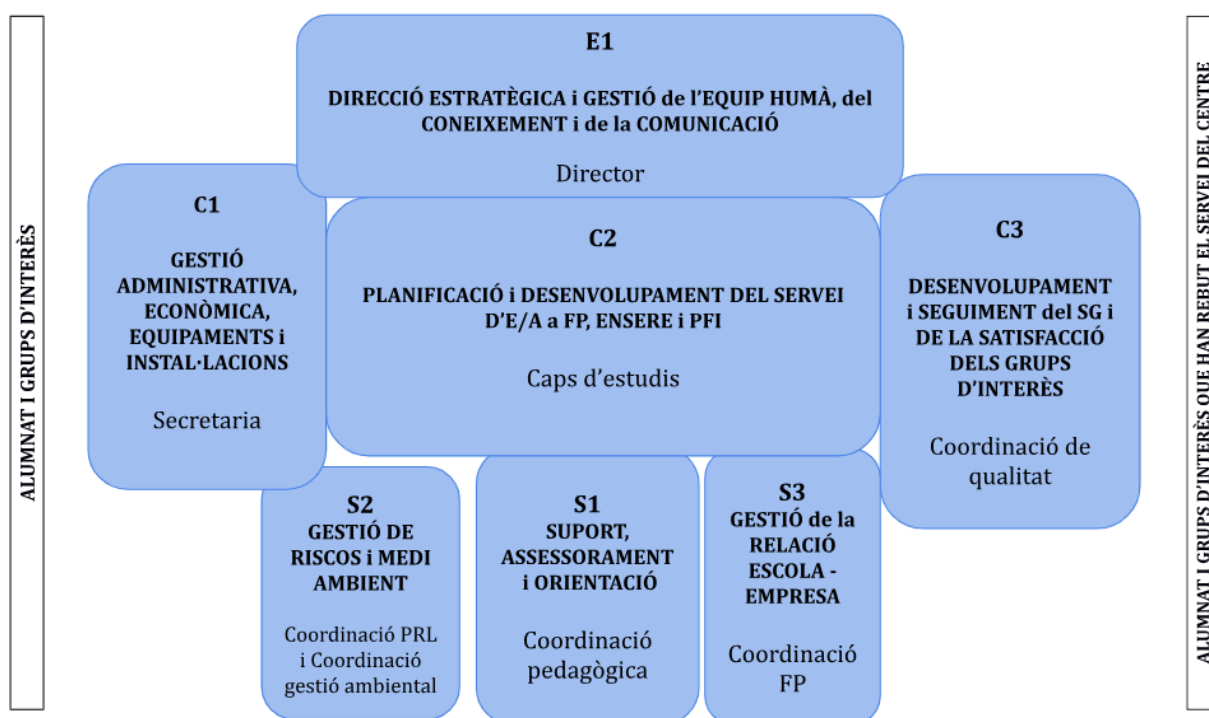 ALUMNAT I GRUPS D'INTERÈS
E1
DIRECCIÓ ESTRATÈGICA i GESTIÓ de l'EQUIP HUMÀ, del
CONEIXEMENT i de la COMUNICACIÓ
Director
C1
GESTIÓ
ADMINISTRATIVA,
ECONÒMICA,
EQUIPAMENTS i
INSTAL·LACIONS
Secretaria
C2
PLANIFICACIÓ i DESENVOLUPAMENT DEL SERVEI
D'E/A a FP, ENSERE i PFI
Caps d'estudis
C3
DESENVOLUPAMENT
i SEGUIMENT del SG i
DE LA SATISFACCIÓ
DELS GRUPS
D'INTERÈS
Coordinació de
qualitat
S2
GESTIÓ DE
RISCOS i MEDI
AMBIENT
Coordinació PRL
i Coordinació
gestió ambiental
S1
SUPORT,
ASSESSORAMENT
i ORIENTACIÓ
Coordinació
pedagògica
S3
GESTIÓ de la
RELACIÓ
ESCOLA -
EMPRESA
Coordinació
FP
ALUMNAT I GRUPS D'INTERÈS QUE HAN REBUT EL SERVEI DEL CENTRE